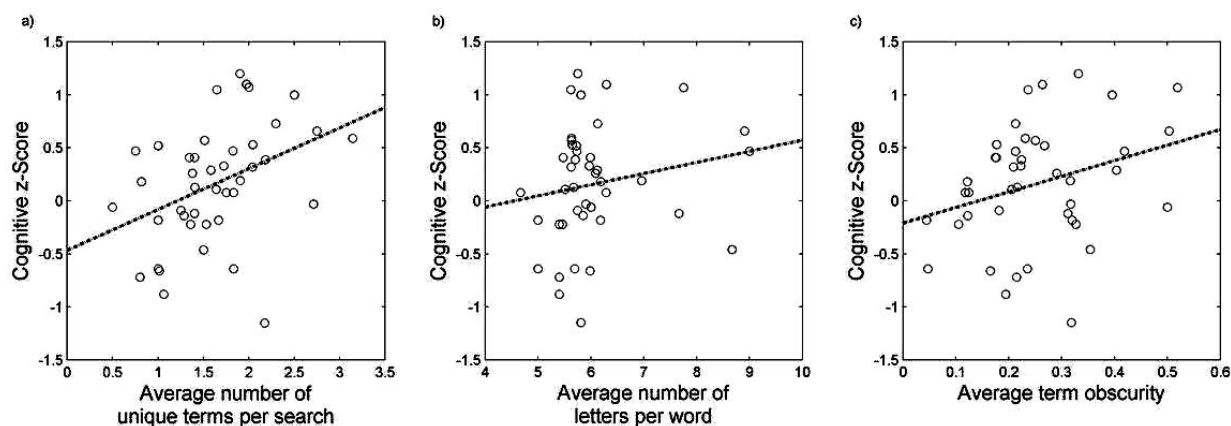 a)
1.5
1
0.5
0
-0.5
-1
-1.5
Cognitive z-Score
0 0.5 1 1.5 2 2.5 3 3.5
Average number of
unique terms per search
b)
1.5
1
0.5
0
-0.5
-1
-1.5
Cognitive z-Score
4 5 6 7 8 9 10
Average number of
letters per word
c)
1.5
1
0.5
0
-0.5
-1
-1.5
Cognitive z-Score
0 0.1 0.2 0.3 0.4 0.5 0.6
Average term obscurity